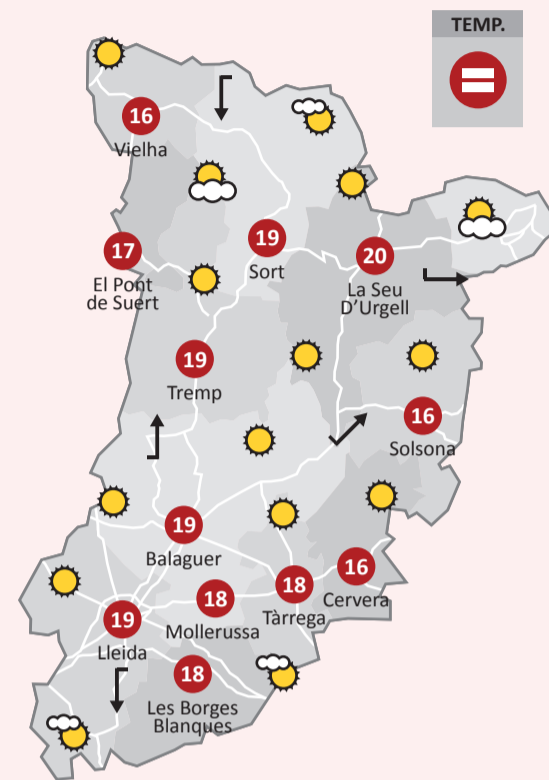 TEMP.
16
Vielha
17
El Pont
de Suert
19
Sort
20
La Seu
D'Urgell
19
Tremp
16
Solsona
19
Balaguer
18
Mollerussa
18
Tàrrega
16
Cervera
19
Lleida
18
Les Borges
Blanques